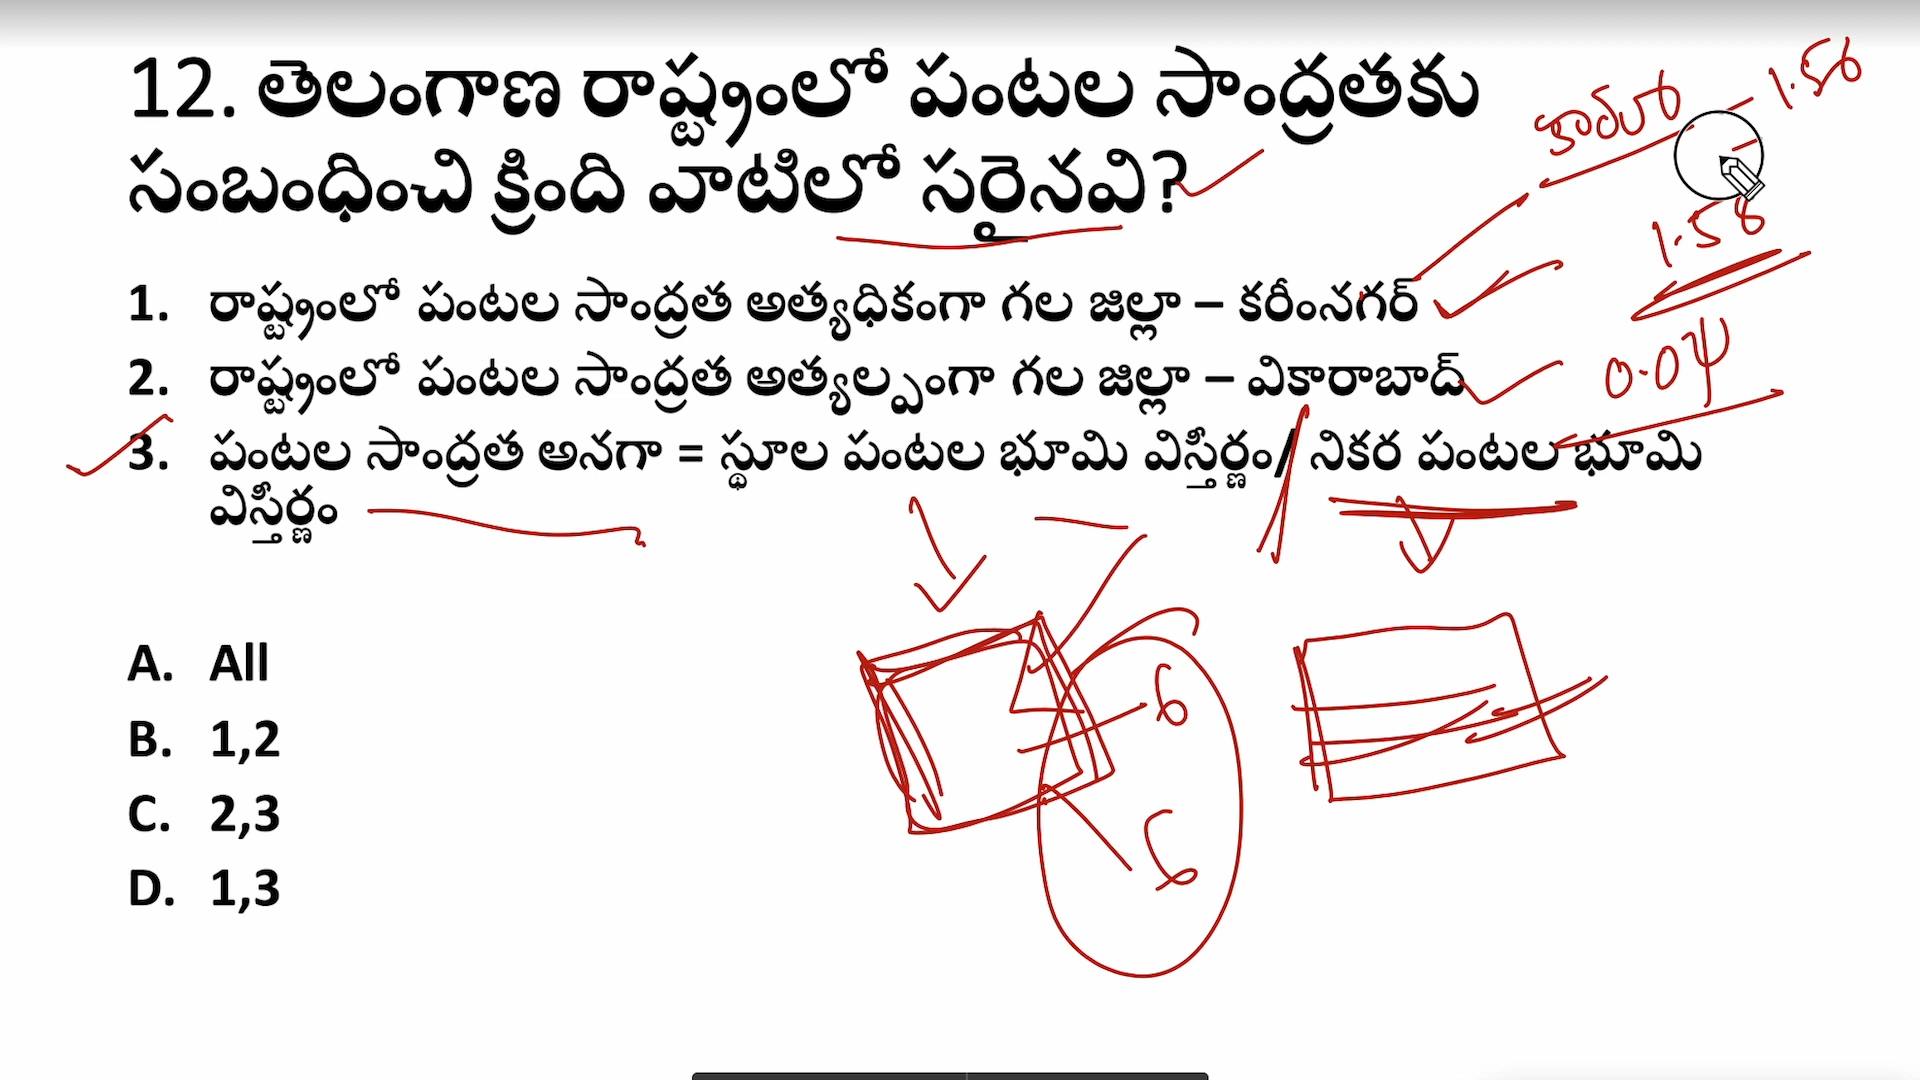 12. తెలంగాణ రాష్ట్రంలో పంటల సాంద్రతకు
సంబంధించి క్రింది వాటిలో సరైనవి?
1. రాష్ట్రంలో పంటల సాంద్రత అత్యధికంగా గల జిల్లా – కరీంనగర్
2. రాష్ట్రంలో పంటల సాంద్రత అత్యల్పంగా గల జిల్లా – వికారాబాద్
3. పంటల సాంద్రత అనగా = స్థూల పంటల భూమి విస్తీర్ణం/ నికర పంటల భూమి
విస్తీర్ణం
A. All
B. 1,2
C. 2,3
D. 1,3
1.56
1.58
6
6